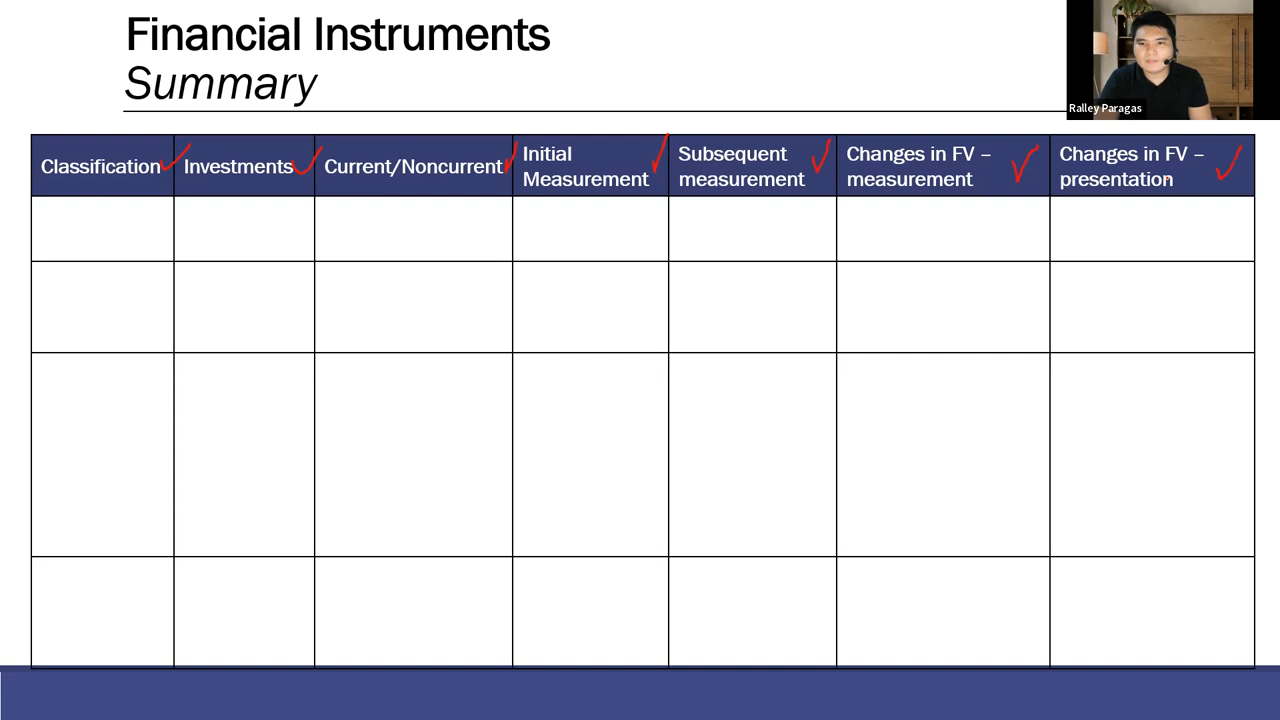 Financial Instruments
Summary
Ralley Paragas
Classification
Investments
Current/Noncurrent
Initial
Measurement
Subsequent
measurement
Changes in FV –
measurement
Changes in FV –
presentation